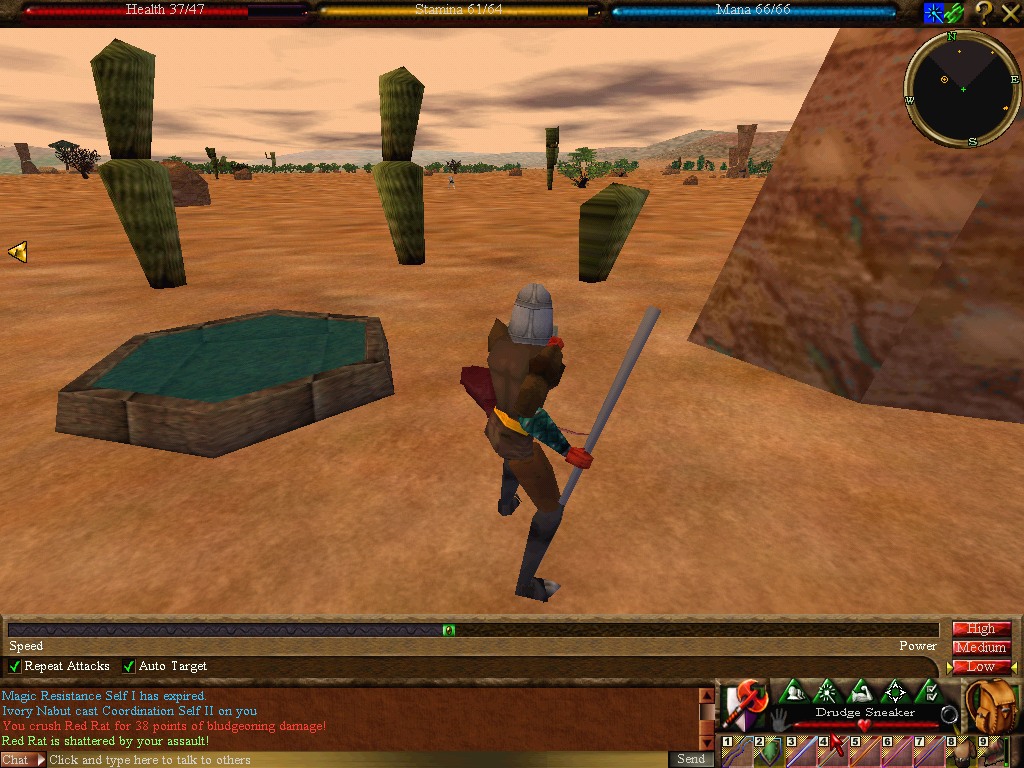 Health 37/47
Stamina 61/64
Mana 66/66
N
E
W
S
Speed
Power
High
Medium
Low
Repeat Attacks
Auto Target
Magic Resistance Self I has expired.
Ivory Nabut cast Coordination Self II on you
You crush Red Rat for 38 points of bludgeoning damage!
Red Rat is shattered by your assault!
Drudge Sneaker
1 2 3 4 5 6 7 8 9
Chat
Click and type here to talk to others
Send